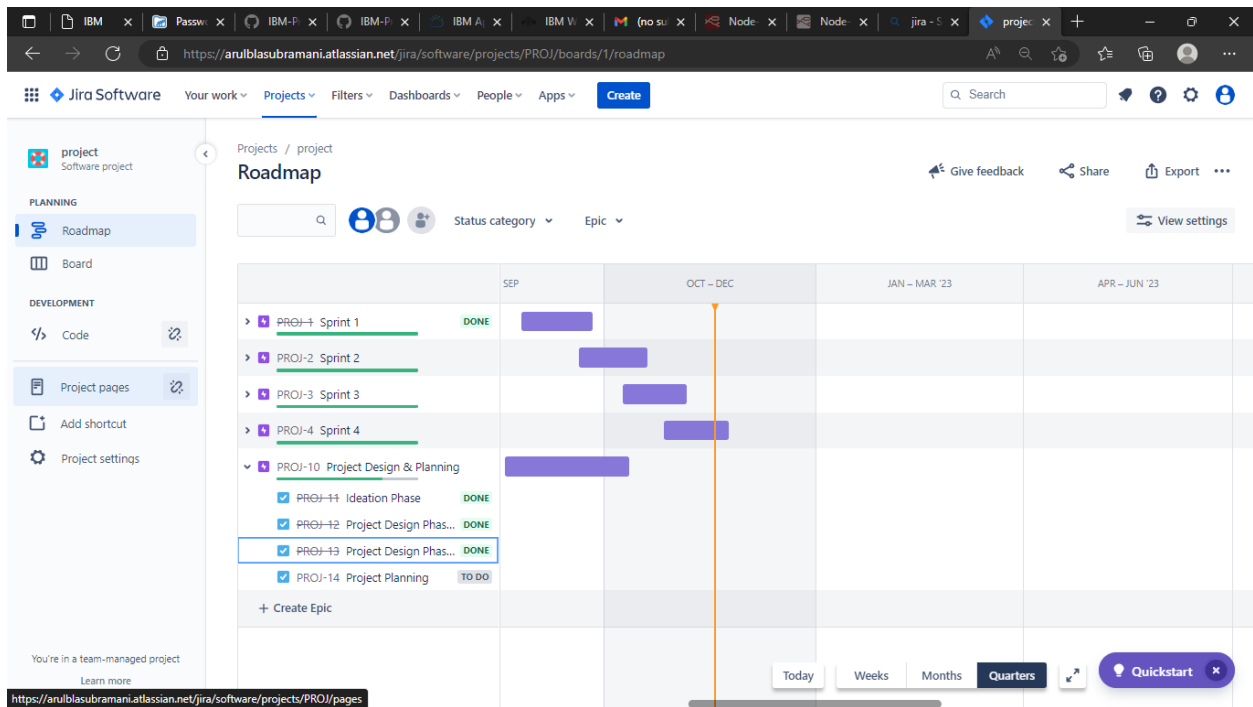 IBM
Passwo
IBM-P
IBM-P
IBM A
IBM W
(no su
Node-
Node-
jira - S
projec
https://arulblasubramani.atlassian.net/jira/software/projects/PROJ/boards/1/roadmap
Jira Software
Your work
Projects
Filters
Dashboards
People
Apps
Create
Search
project
Software project
Projects / project
Roadmap
Give feedback
Share
Export
PLANNING
Roadmap
Board
DEVELOPMENT
Code
Project pages
Add shortcut
Project settings
Status category
Epic
View settings
SEP
OCT – DEC
JAN – MAR '23
APR – JUN '23
PROJ-1 Sprint 1 DONE
PROJ-2 Sprint 2
PROJ-3 Sprint 3
PROJ-4 Sprint 4
PROJ-10 Project Design & Planning
PROJ-11 Ideation Phase DONE
PROJ-12 Project Design Phas... DONE
PROJ-13 Project Design Phas... DONE
PROJ-14 Project Planning TO DO
+ Create Epic
You're in a team-managed project
Learn more
Today
Weeks
Months
Quarters
Quickstart
https://arulblasubramani.atlassian.net/jira/software/projects/PROJ/pages